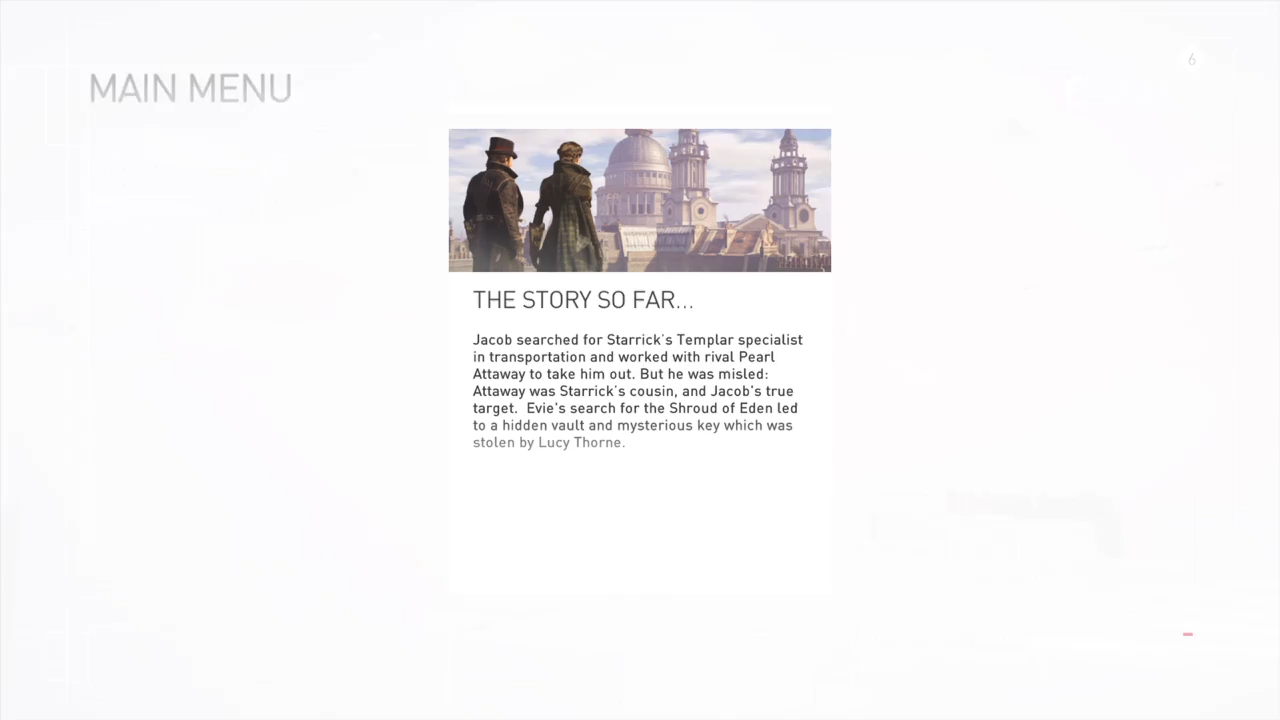 MAIN MENU
6
THE STORY SO FAR...
Jacob searched for Starrick's Templar specialist
in transportation and worked with rival Pearl
Attaway to take him out. But he was misled:
Attaway was Starrick's cousin, and Jacob's true
target.  Evie's search for the Shroud of Eden led
to a hidden vault and mysterious key which was
stolen by Lucy Thorne.